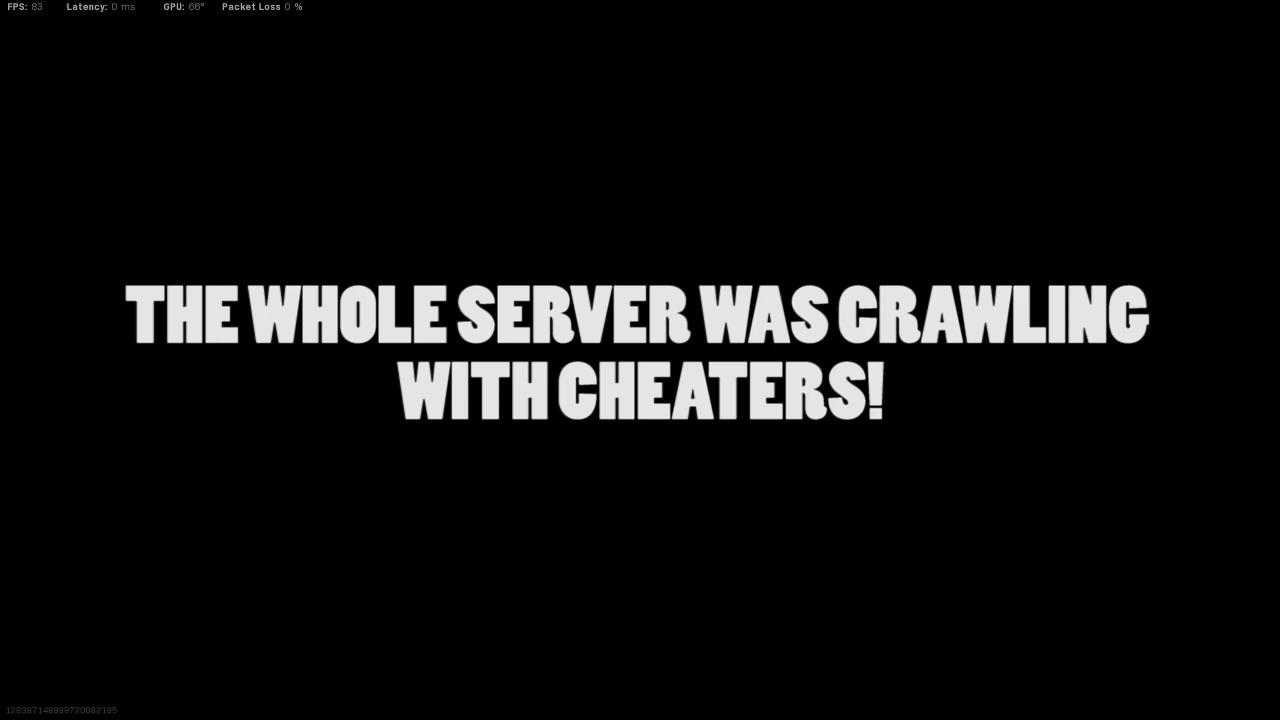 FPS: 83 Latency: 0 ms GPU: 66° Packet Loss 0 %
THE WHOLE SERVER WAS CRAWLING
WITH CHEATERS!